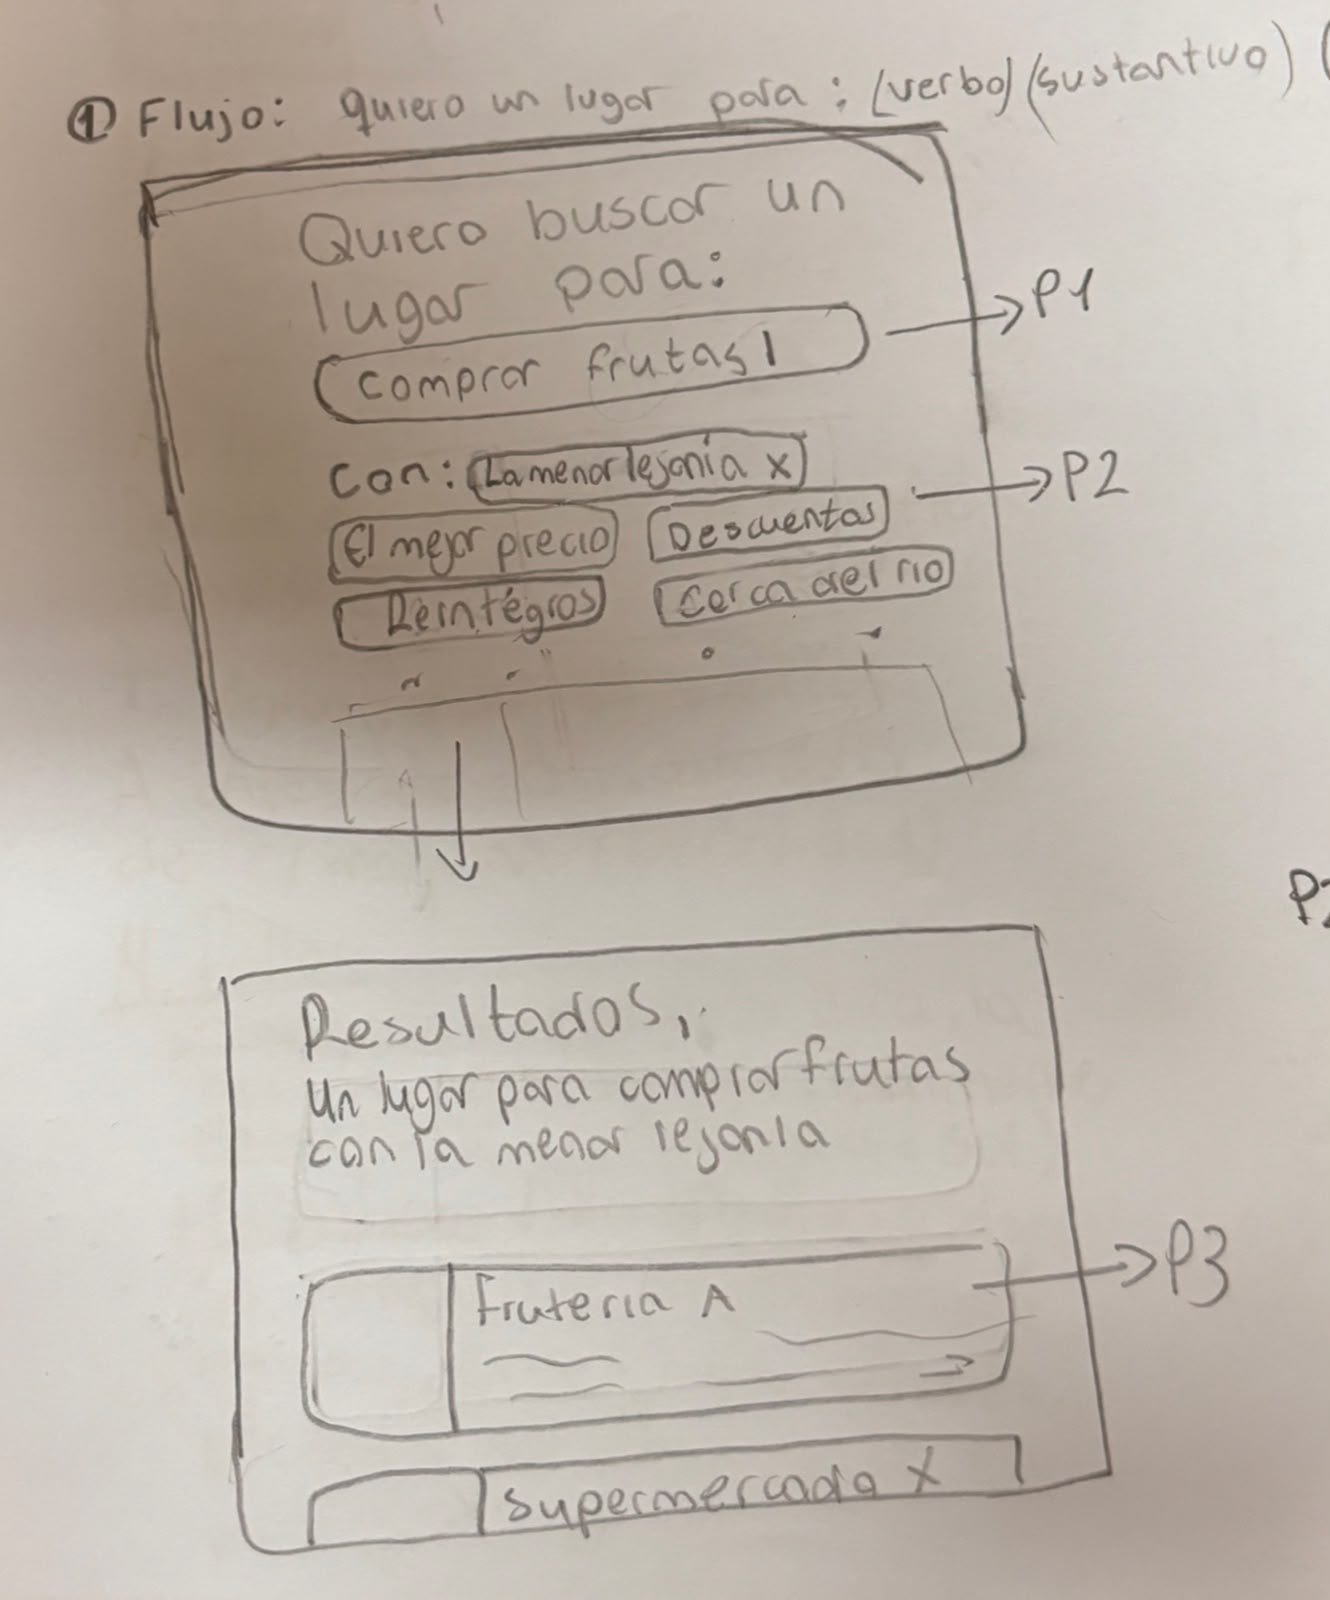 ① Flujo: quiero un lugar para: (verbo) (sustantivo) (
Quiero buscar un
lugar para:
comprar frutas|
P1
con: La menor lejanía x
P2
El mejor precio
Descuentos
Reintegros
Cerca del rio
P
Resultados,
un lugar para comprar frutas
con la menor lejania
Fruteria A
P3
supermercado X